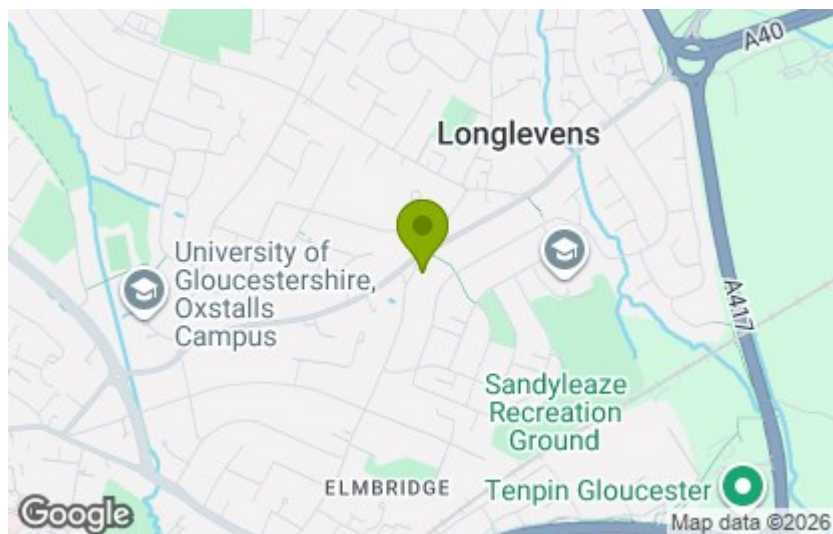 A40
Longlevens
University of
Gloucestershire,
Oxstalls
Campus
A417
Sandyleaze
Recreation
Ground
ELMBRIDGE
Tenpin Gloucester
Google
Map data ©2026